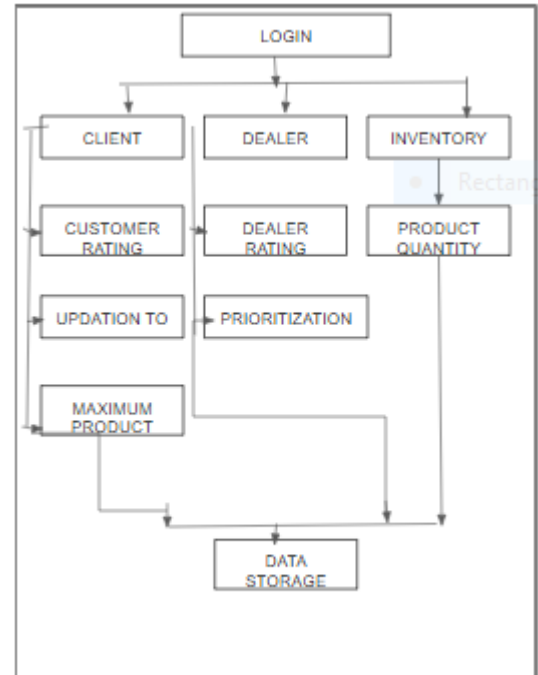 LOGIN
CLIENT
DEALER
INVENTORY
Rectang
CUSTOMER
RATING
DEALER
RATING
PRODUCT
QUANTITY
UPDATION TO
PRIORITIZATION
MAXIMUM
PRODUCT
DATA
STORAGE